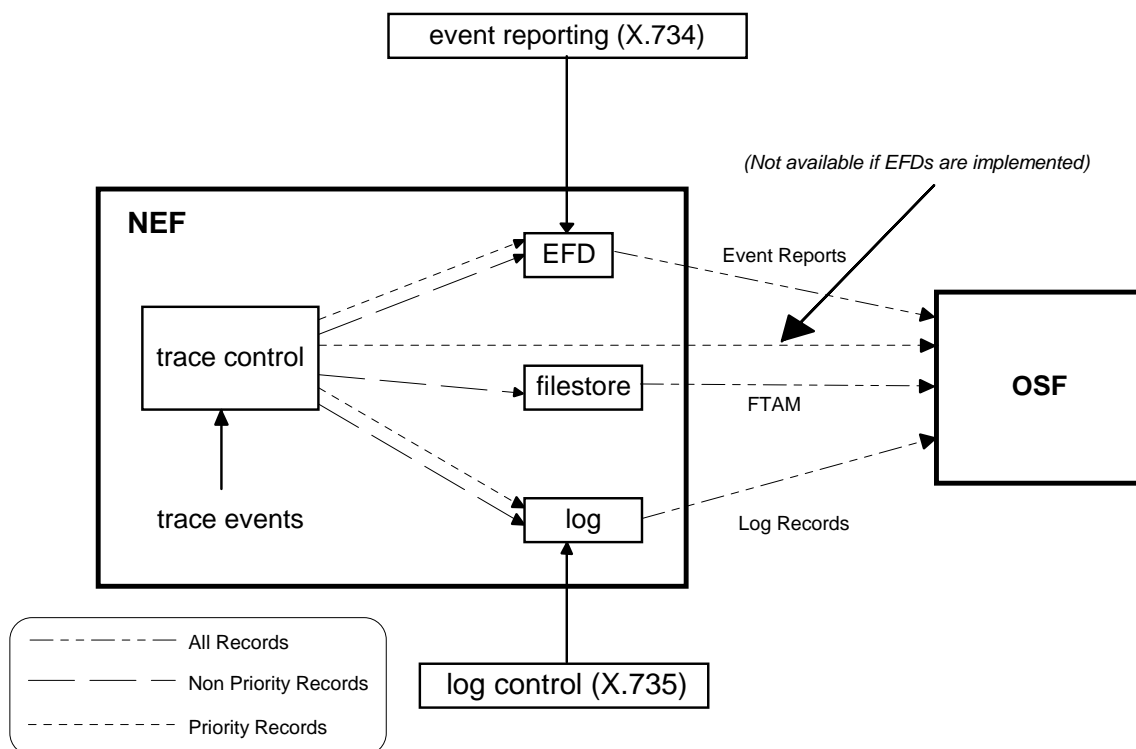 event reporting (X.734)
(Not available if EFDs are implemented)
NEF
EFD
Event Reports
trace control
filestore
FTAM
OSF
trace events
log
Log Records
All Records
Non Priority Records
Priority Records
log control (X.735)